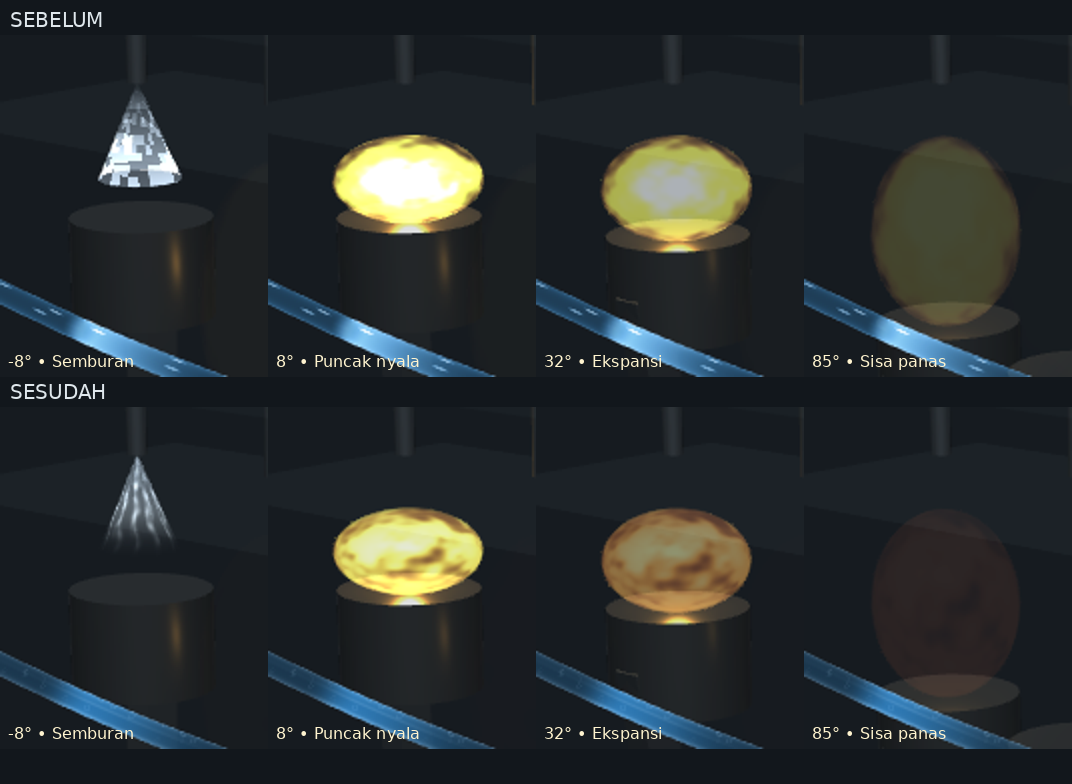 SEBELUM
-8° • Semburan
8° • Puncak nyala
32° • Ekspansi
85° • Sisa panas
SESUDAH
-8° • Semburan
8° • Puncak nyala
32° • Ekspansi
85° • Sisa panas